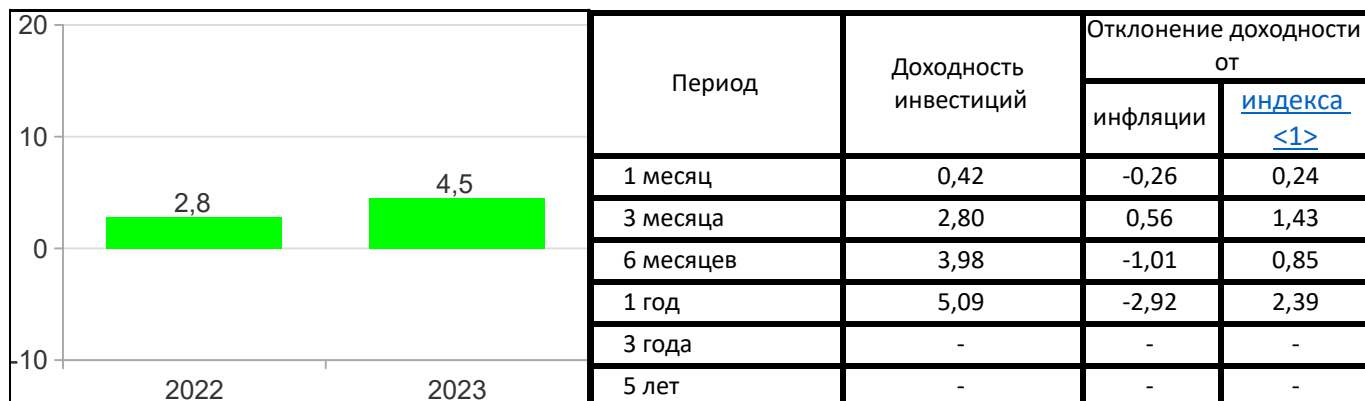 20
10
0
-10
2,8
4,5
2022
2023
Период
Доходность
инвестиций
Отклонение доходности
от
инфляции
индекса
<1>
1 месяц 0,42 -0,26 0,24
3 месяца 2,80 0,56 1,43
6 месяцев 3,98 -1,01 0,85
1 год 5,09 -2,92 2,39
3 года - - -
5 лет - - -